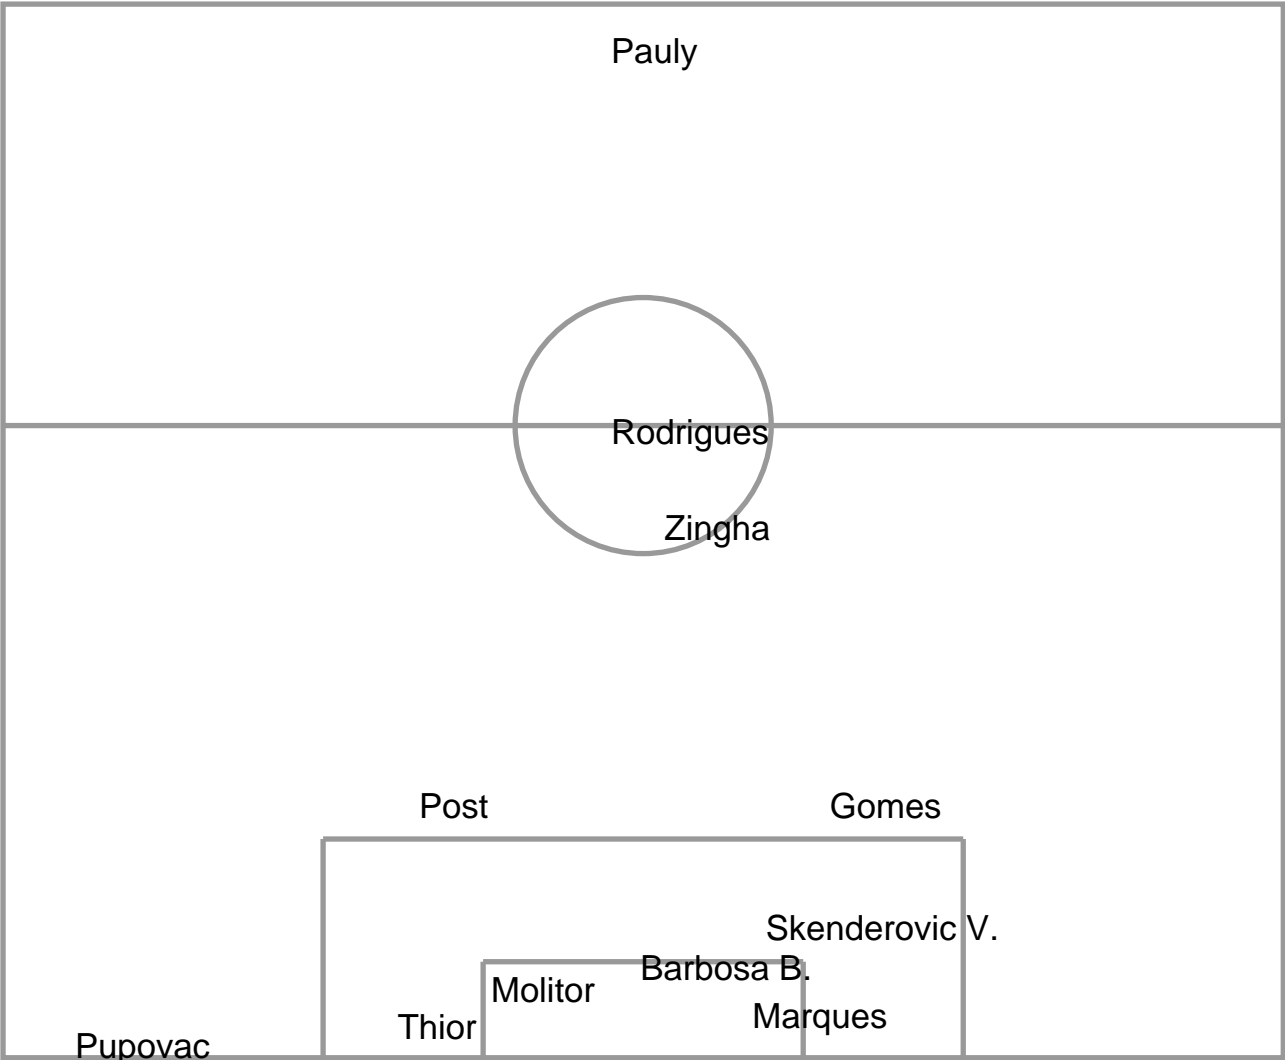 Pauly
Rodrigues
Zingha
Post
Gomes
Skenderovic V.
Barbosa B.
Molitor
Marques
Thior
Pupovac